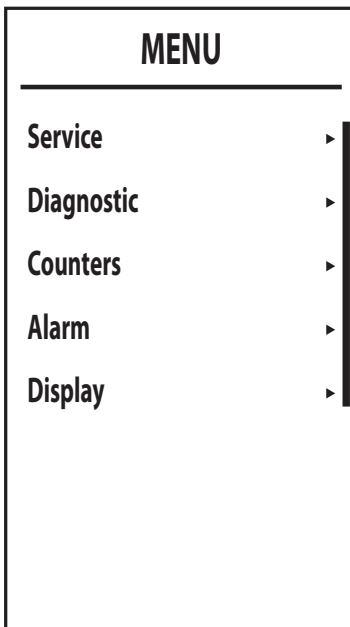 MENU
Service
Diagnostic
Counters
Alarm
Display